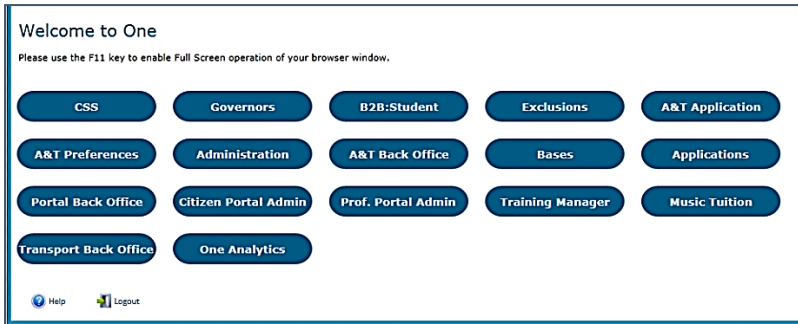 Welcome to One
Please use the F11 key to enable Full Screen operation of your browser window.
CSS Governors B2B:Student Exclusions A&T Application
A&T Preferences Administration A&T Back Office Bases Applications
Portal Back Office Citizen Portal Admin Prof. Portal Admin Training Manager Music Tuition
Transport Back Office One Analytics
Help Logout